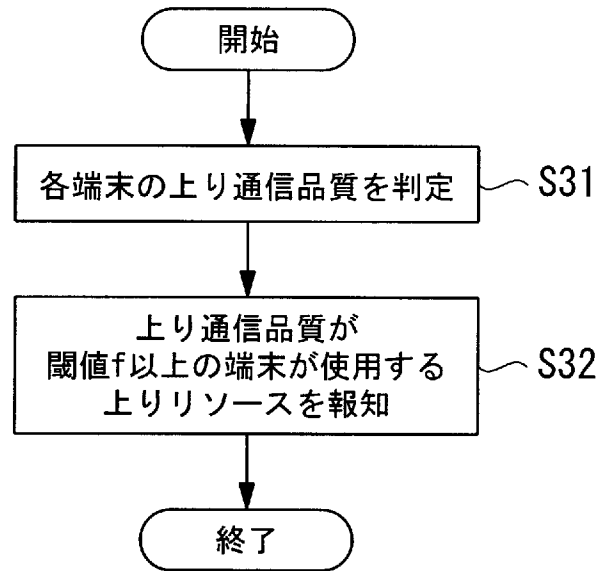 開始
各端末の上り通信品質を判定
S31
上り通信品質が
閾値f以上の端末が使用する
上りリソースを報知
S32
終了